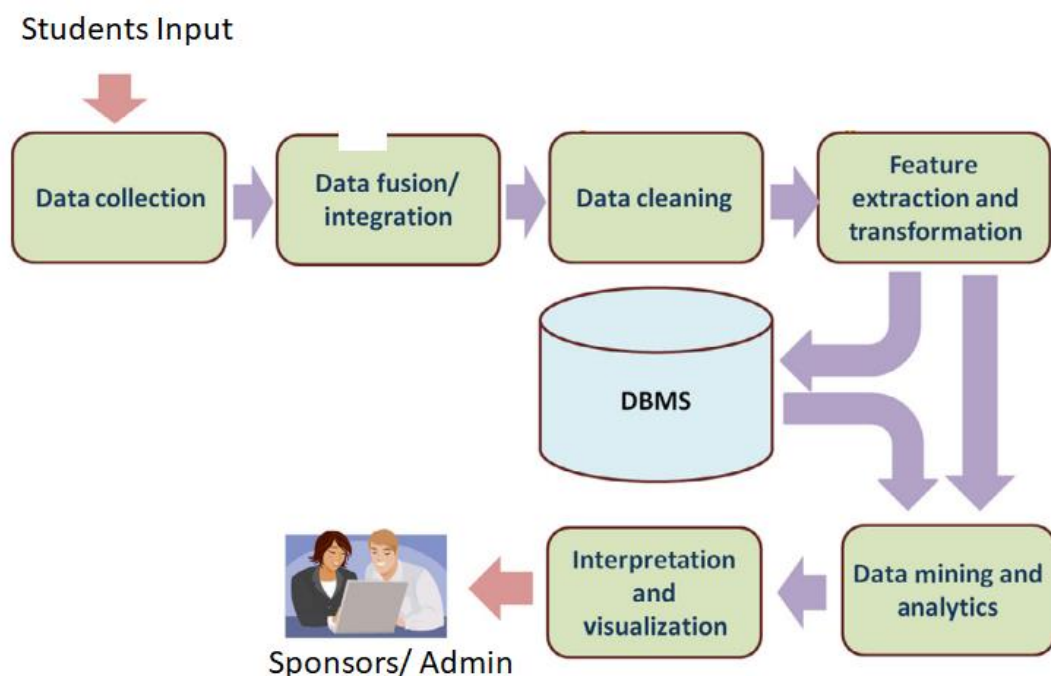 Students Input
Data collection
Data fusion/
integration
Data cleaning
Feature
extraction and
transformation
DBMS
Data mining and
analytics
Interpretation
and
visualization
Sponsors/ Admin